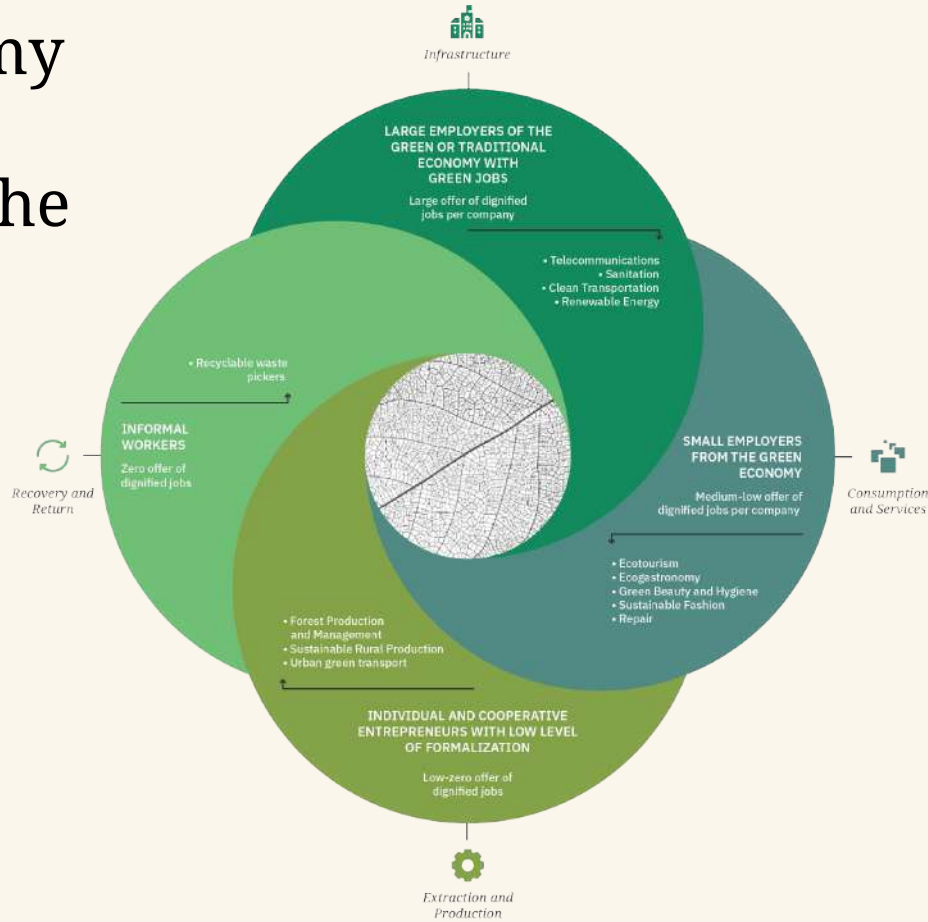 my
the
Infrastructure
LARGE EMPLOYERS OF THE
GREEN OR TRADITIONAL
ECONOMY WITH
GREEN JOBS
Large offer of dignified
jobs per company
• Telecommunications
• Sanitation
• Clean Transportation
• Renewable Energy
• Recyclable waste
pickers
INFORMAL
WORKERS
Zero offer of
dignified jobs
Recovery and
Return
SMALL EMPLOYERS
FROM THE GREEN
ECONOMY
Medium-low offer of
dignified jobs per company
• Ecotourism
• Ecogastronomy
• Green Beauty and Hygiene
• Sustainable Fashion
• Repair
Consumption
and Services
• Forest Production
and Management
• Sustainable Rural Production
• Urban green transport
INDIVIDUAL AND COOPERATIVE
ENTREPRENEURS WITH LOW LEVEL
OF FORMALIZATION
Low-zero offer of
dignified jobs
Extraction and
Production